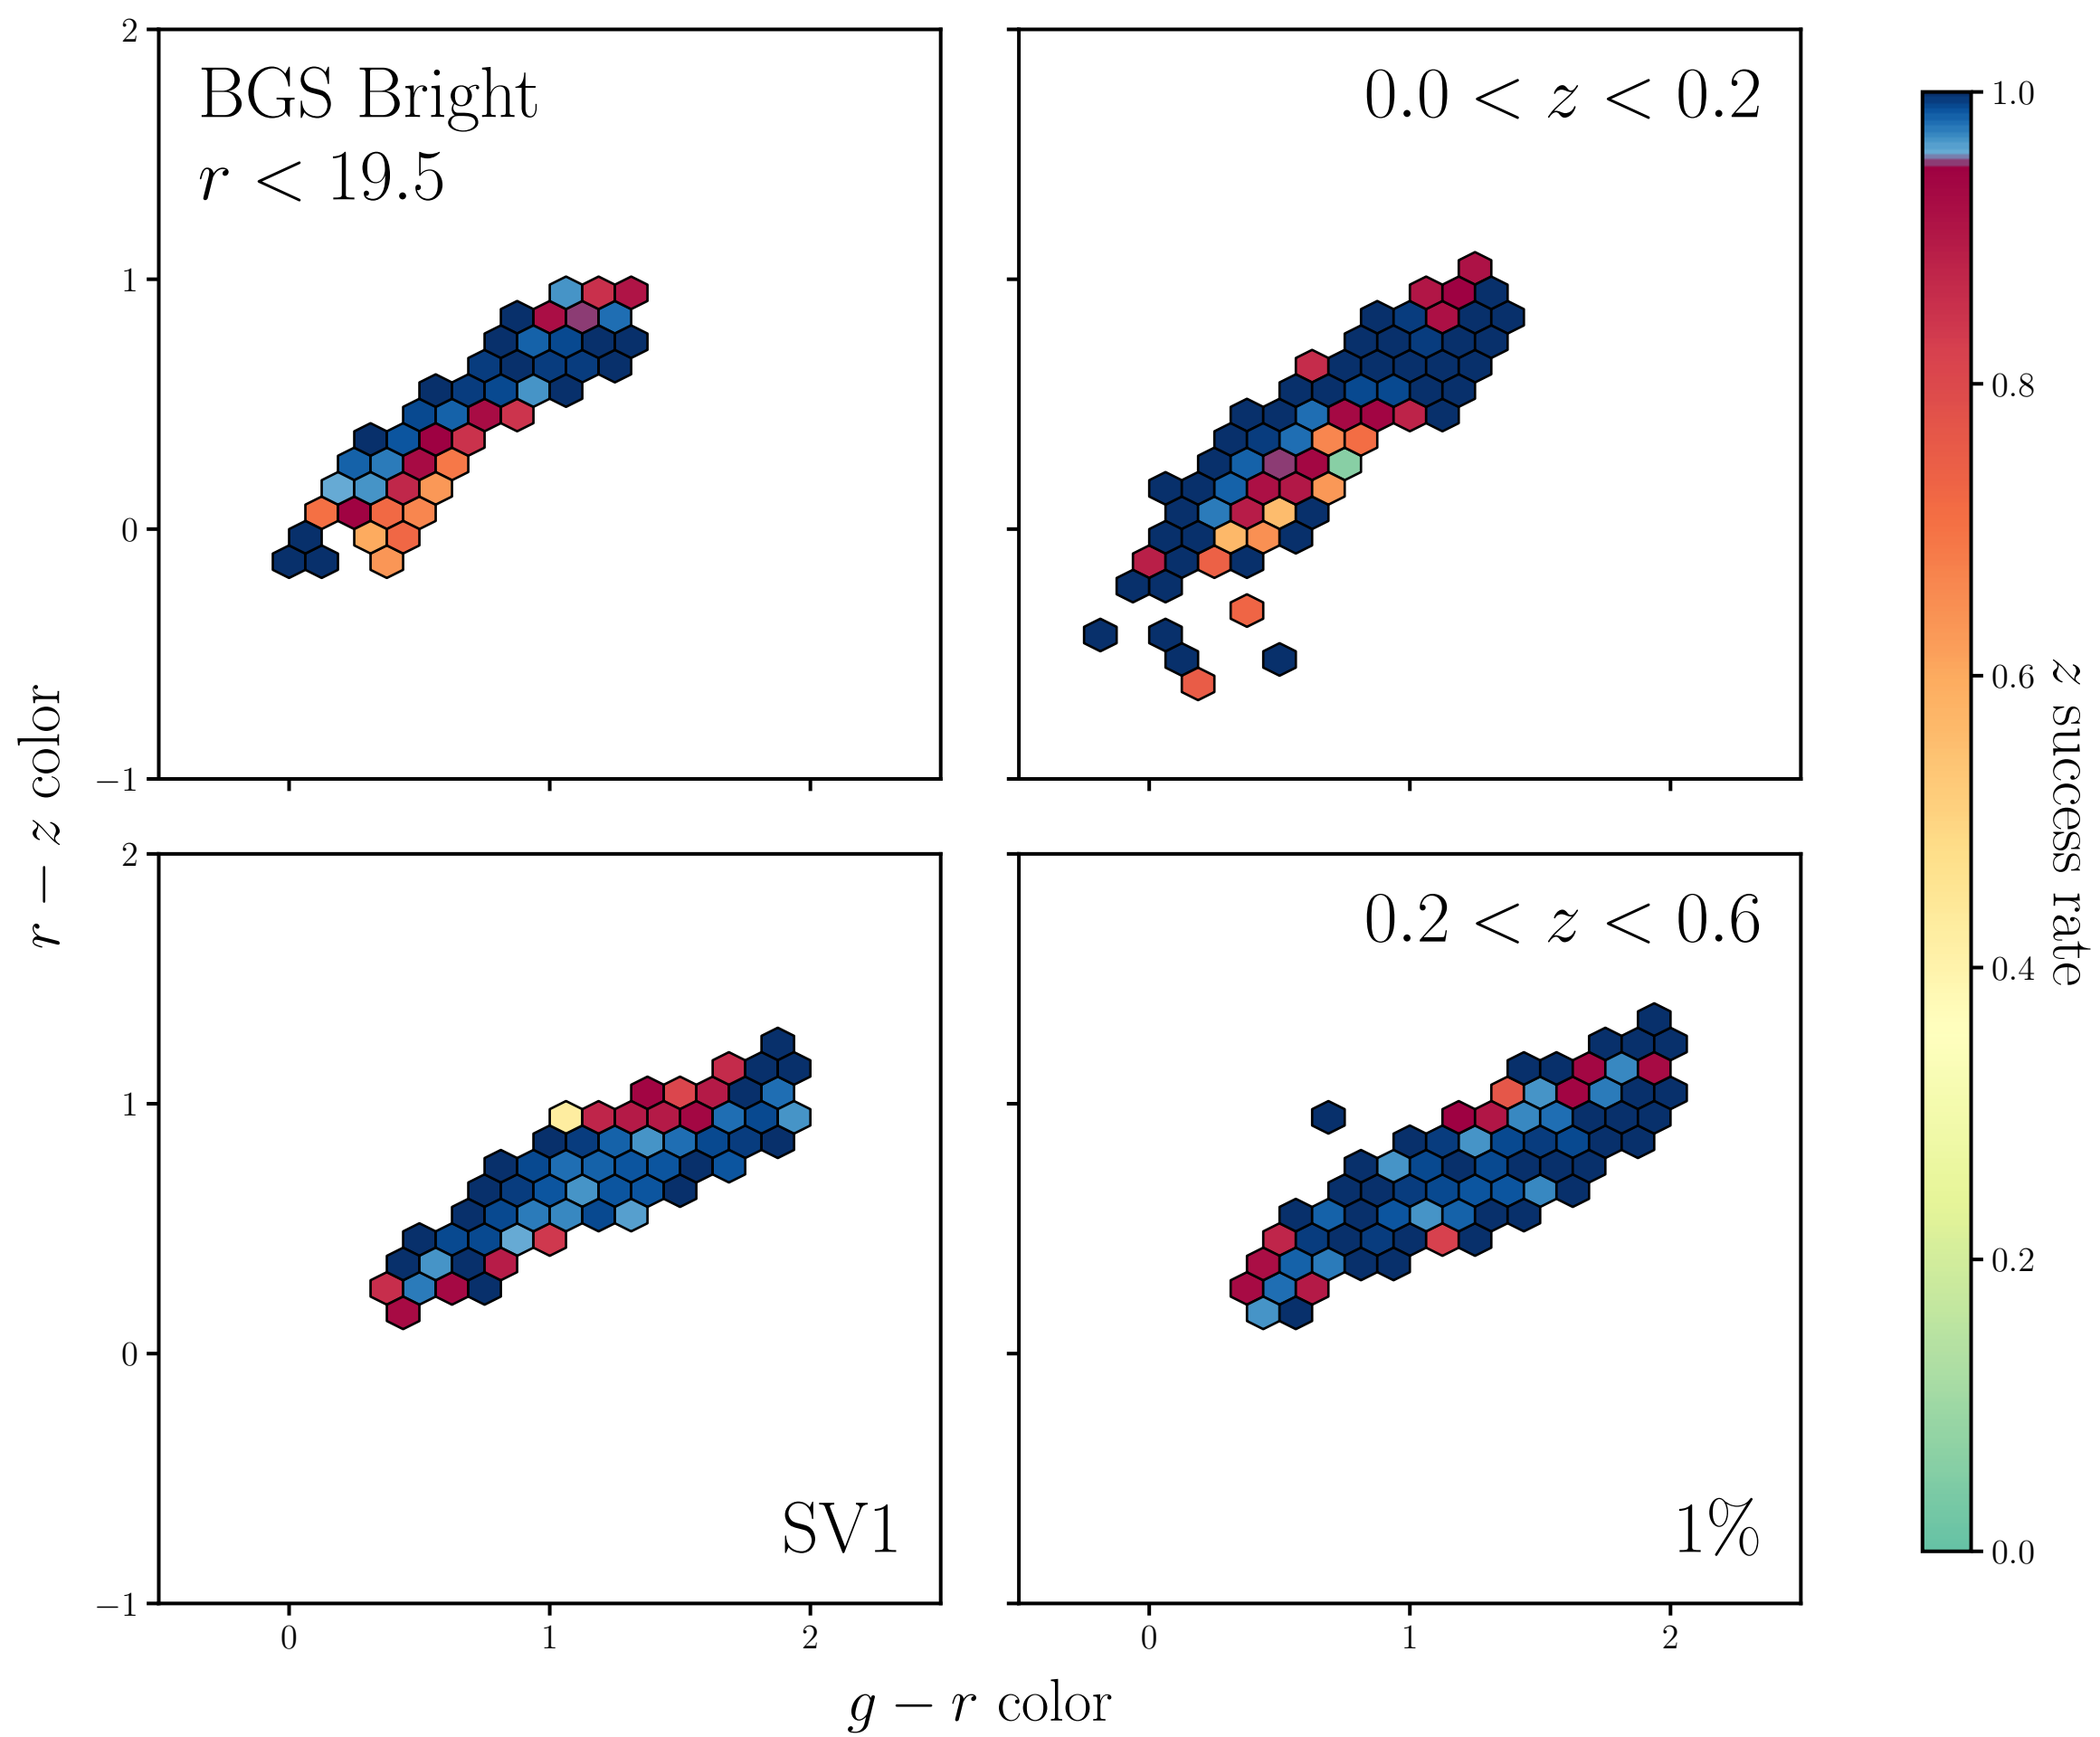 BGS Bright
r < 19.5
0.0 < z < 0.2
2
1
0
−1
0.2 < z < 0.6
2
1
0
−1
SV1
1%
0
1
2
0
1
2
r − z color
g − r color
1.0
0.8
0.6
0.4
0.2
0.0
z success rate